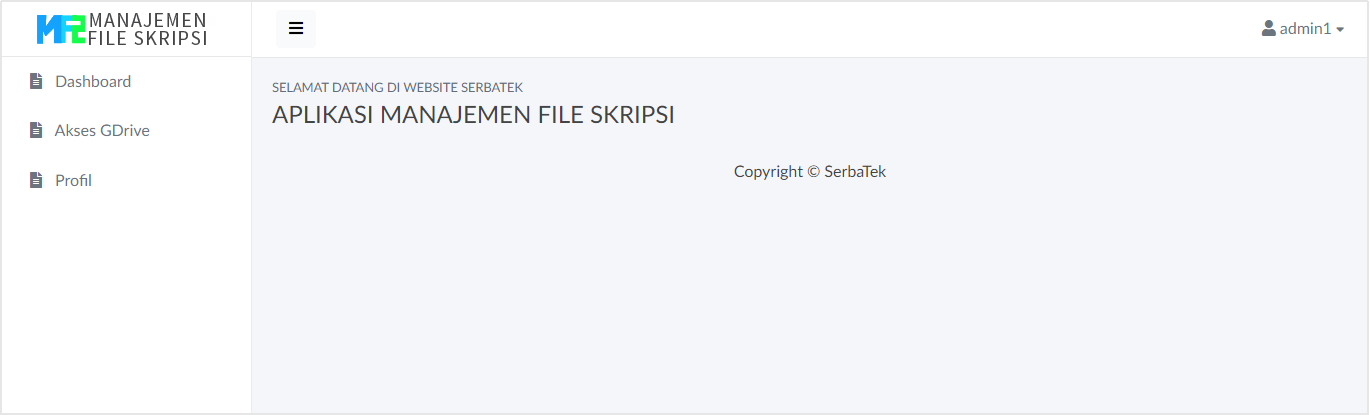 MFS MANAJEMEN
FILE SKRIPSI
admin1
Dashboard
Akses GDrive
Profil
SELAMAT DATANG DI WEBSITE SERBATEK
APLIKASI MANAJEMEN FILE SKRIPSI
Copyright © SerbaTek